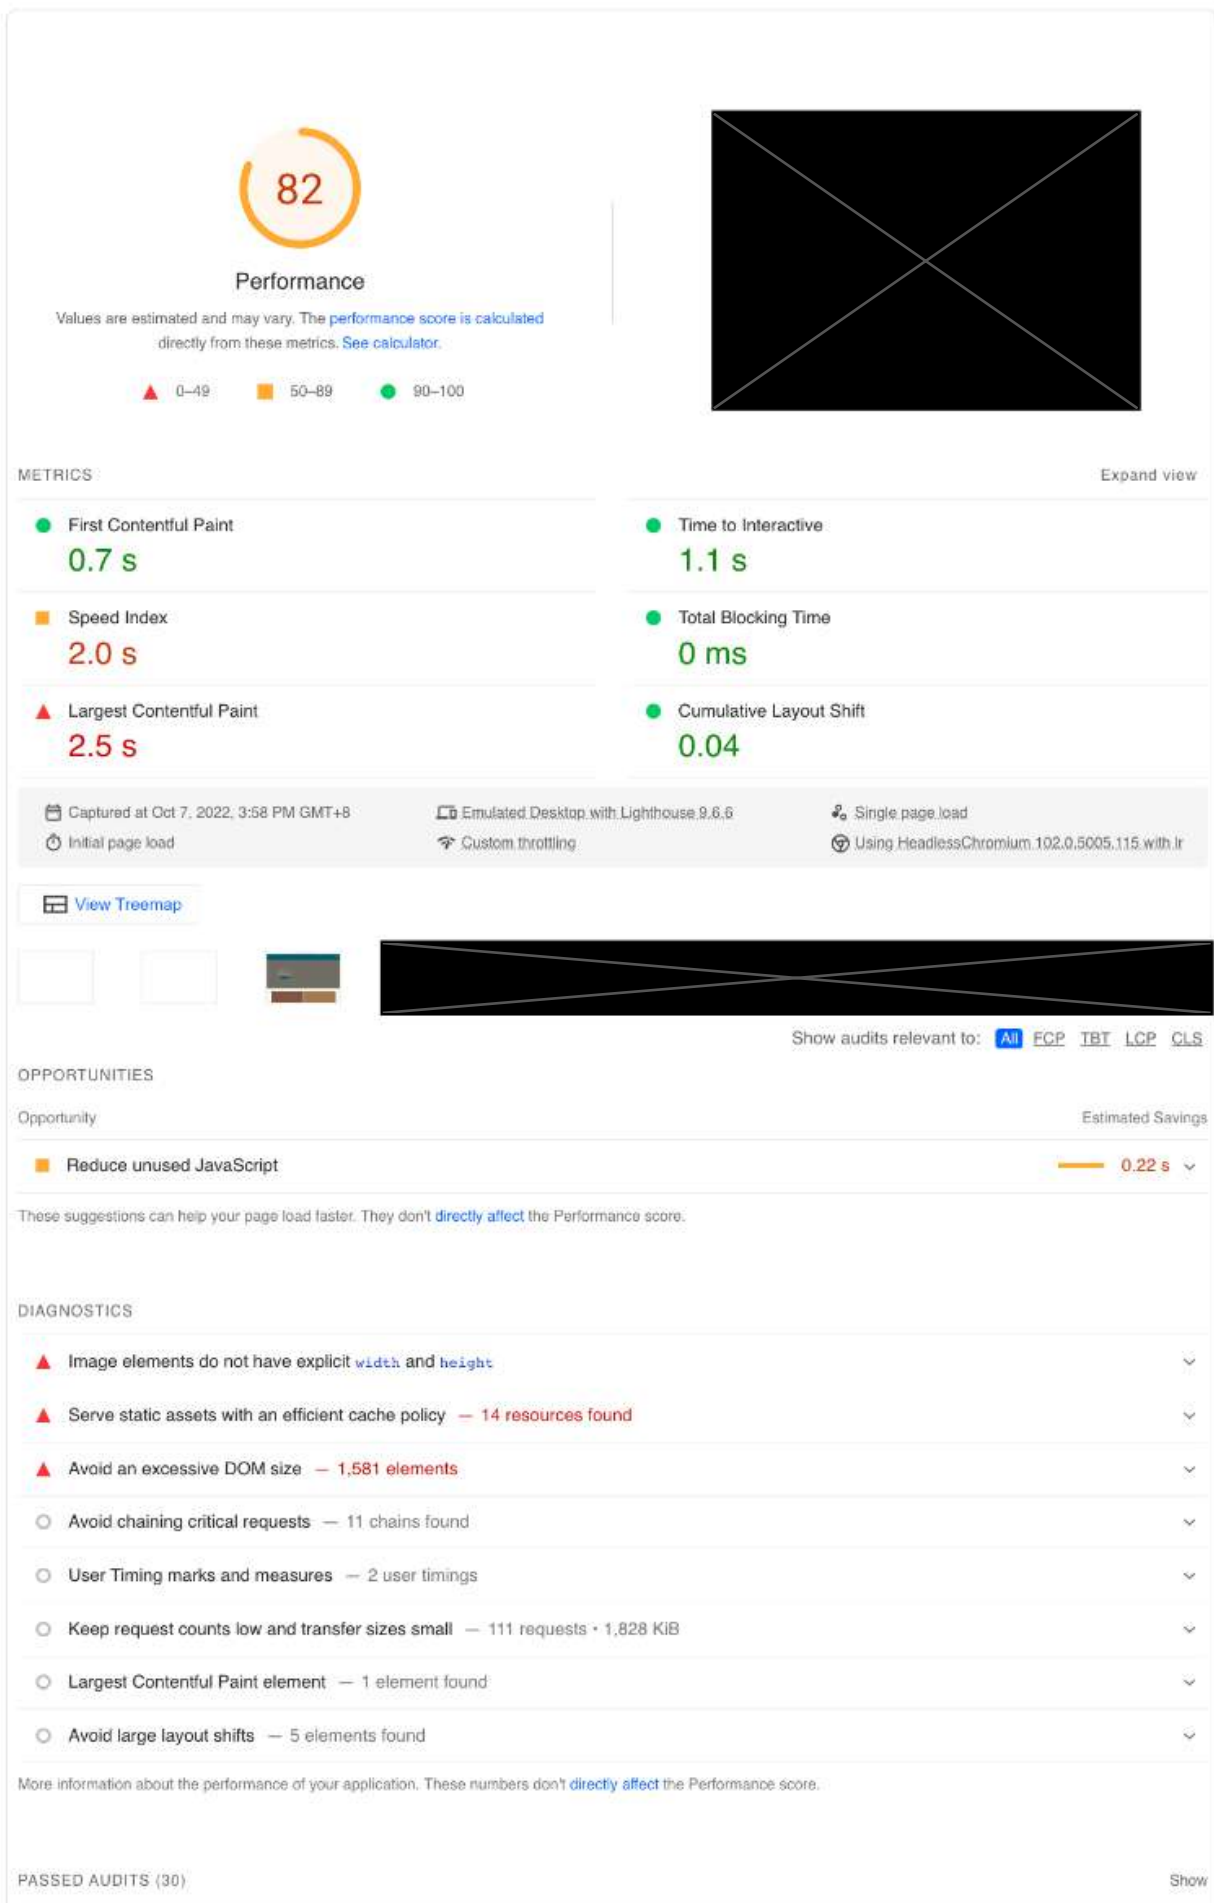 82
Performance
Values are estimated and may vary. The performance score is calculated
directly from these metrics. See calculator.
0–49 50–89 90–100
METRICS Expand view
First Contentful Paint
0.7 s
Time to Interactive
1.1 s
Speed Index
2.0 s
Total Blocking Time
0 ms
Largest Contentful Paint
2.5 s
Cumulative Layout Shift
0.04
Captured at Oct 7, 2022, 3:58 PM GMT+8
Emulated Desktop with Lighthouse 9.6.6
Single page load
Initial page load
Custom throttling
Using HeadlessChromium 102.0.5005.115 with lr
View Treemap
Show audits relevant to: All FCP TBT LCP CLS
OPPORTUNITIES
Opportunity Estimated Savings
Reduce unused JavaScript 0.22 s
These suggestions can help your page load faster. They don't directly affect the Performance score.
DIAGNOSTICS
Image elements do not have explicit width and height
Serve static assets with an efficient cache policy — 14 resources found
Avoid an excessive DOM size — 1,581 elements
Avoid chaining critical requests — 11 chains found
User Timing marks and measures — 2 user timings
Keep request counts low and transfer sizes small — 111 requests • 1,828 KiB
Largest Contentful Paint element — 1 element found
Avoid large layout shifts — 5 elements found
More information about the performance of your application. These numbers don't directly affect the Performance score.
PASSED AUDITS (30) Show